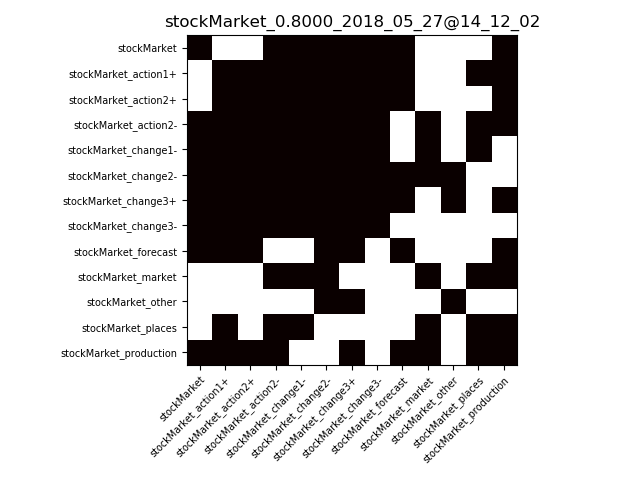 stockMarket_0.8000_2018_05_27@14_12_02
stockMarket
stockMarket_action1+
stockMarket_action2+
stockMarket_action2-
stockMarket_change1-
stockMarket_change2-
stockMarket_change3+
stockMarket_change3-
stockMarket_forecast
stockMarket_market
stockMarket_other
stockMarket_places
stockMarket_production
stockMarket
stockMarket_action1+
stockMarket_action2+
stockMarket_action2-
stockMarket_change1-
stockMarket_change2-
stockMarket_change3+
stockMarket_change3-
stockMarket_forecast
stockMarket_market
stockMarket_other
stockMarket_places
stockMarket_production